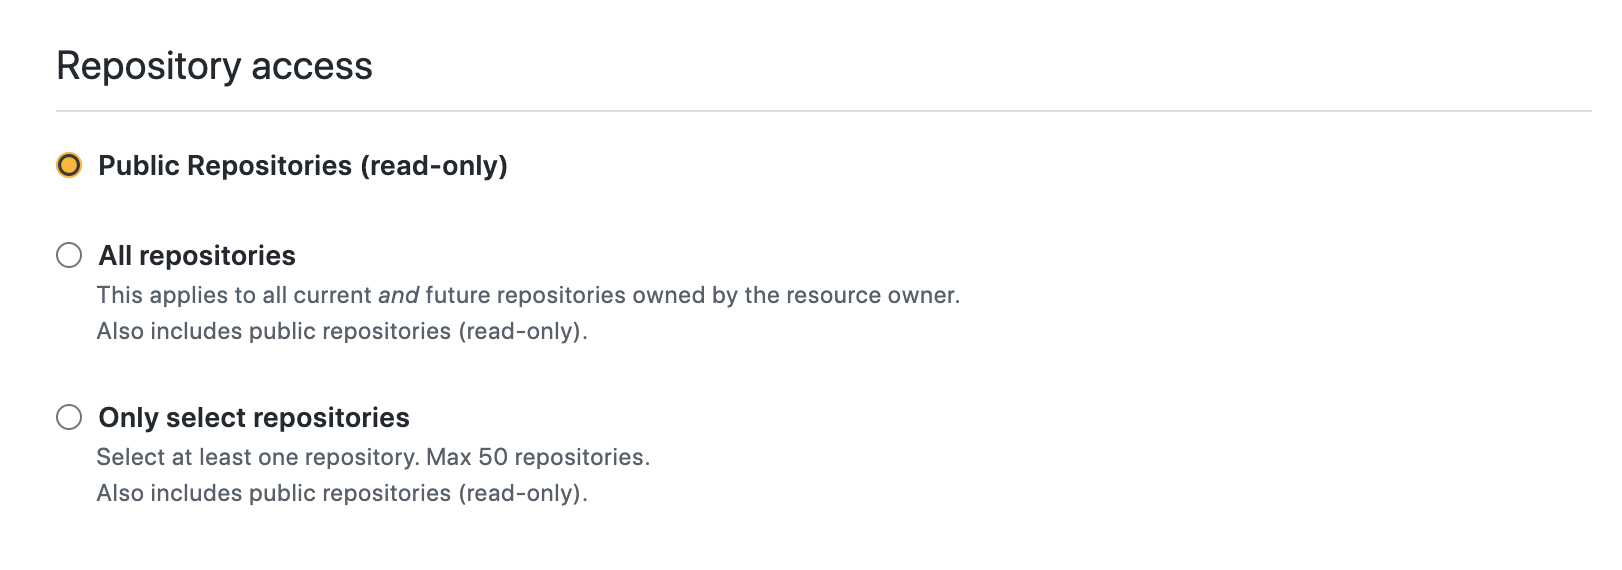 Repository access
Public Repositories (read-only)
All repositories
This applies to all current and future repositories owned by the resource owner.
Also includes public repositories (read-only).
Only select repositories
Select at least one repository. Max 50 repositories.
Also includes public repositories (read-only).